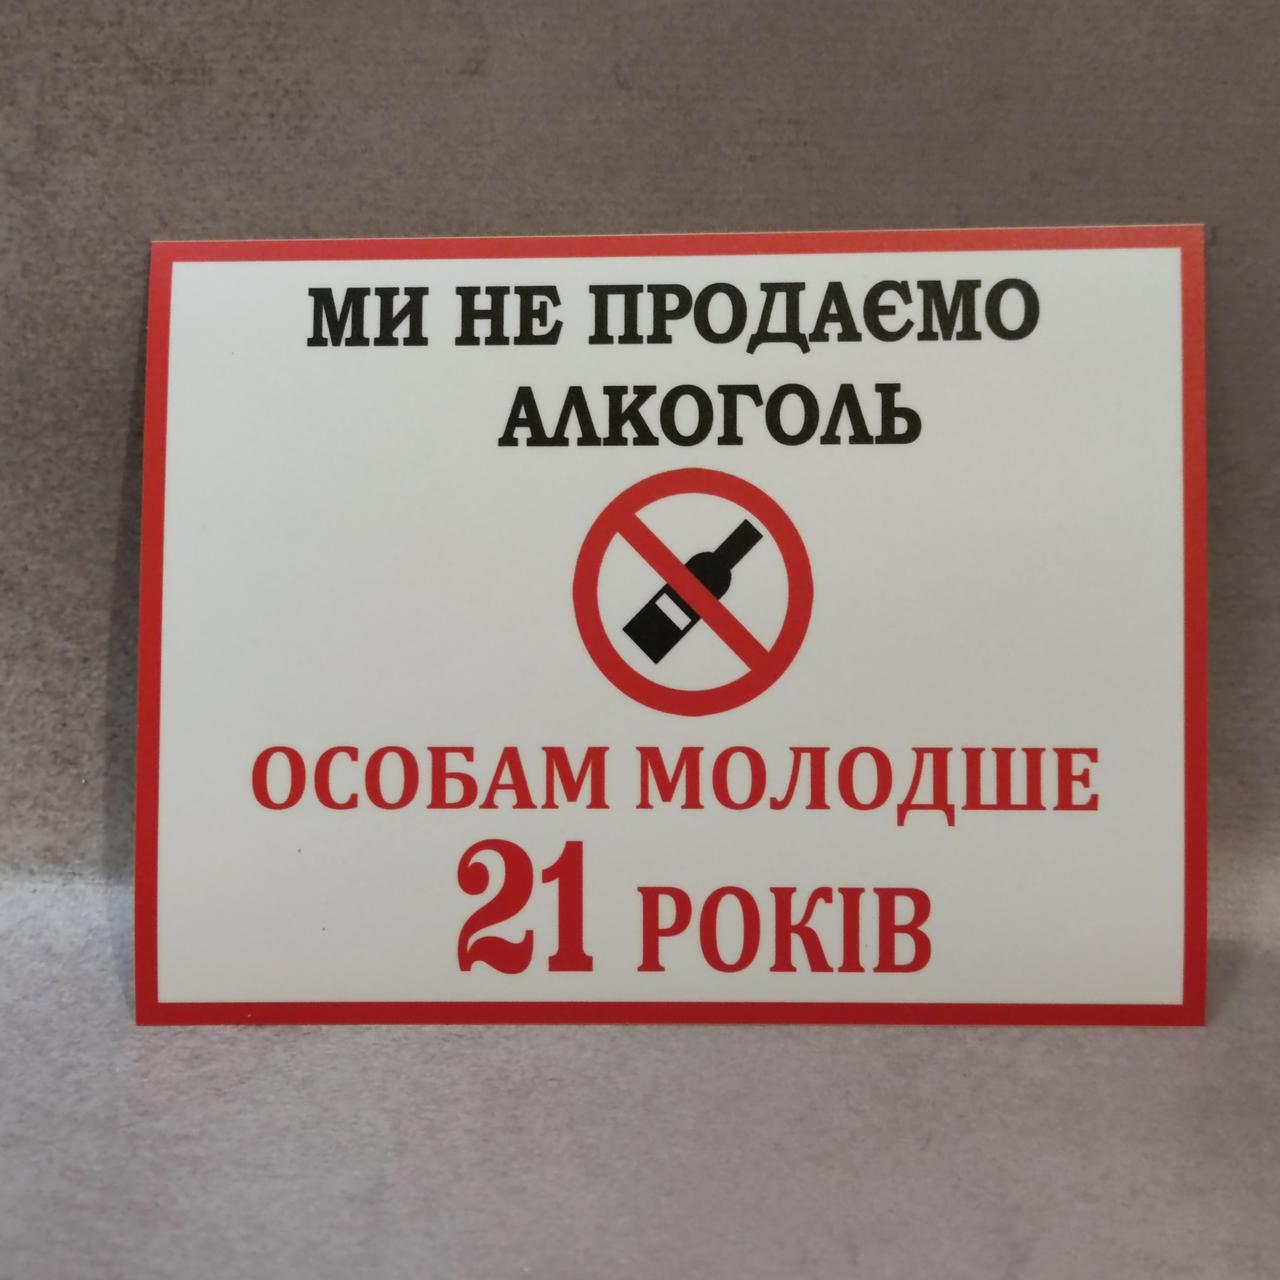 МИ НЕ ПРОДАЄМО
АЛКОГОЛЬ
ОСОБАМ МОЛОДШЕ
21 РОКІВ